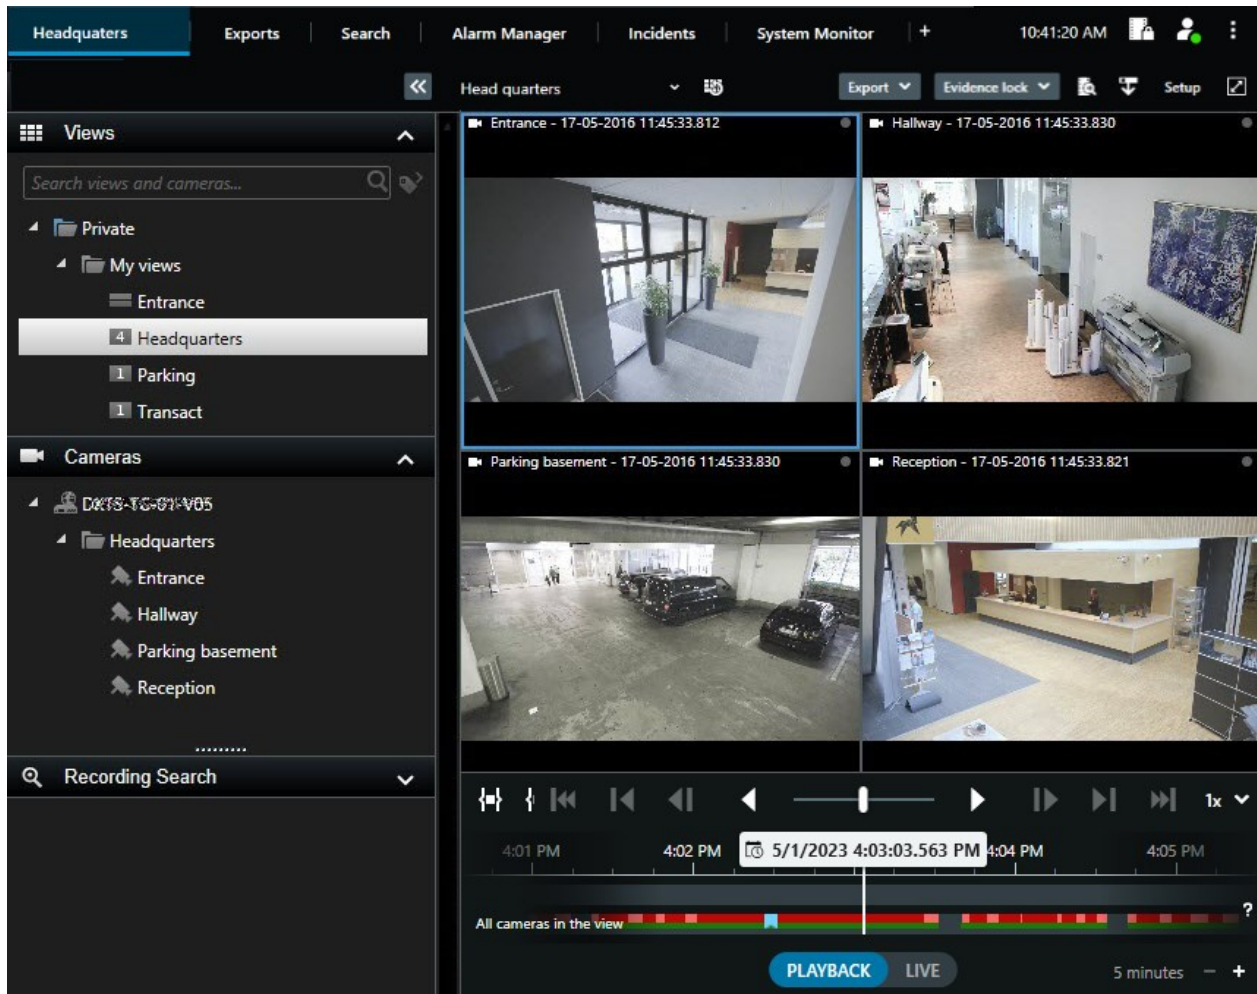 Headquaters
Exports
Search
Alarm Manager
Incidents
System Monitor
+
10:41:20 AM
Head quarters
Export
Evidence lock
Setup
Views
Search views and cameras...
Private
My views
Entrance
4 Headquarters
1 Parking
1 Transact
Cameras
Headquarters
Entrance
Hallway
Parking basement
Reception
Recording Search
Entrance - 17-05-2016 11:45:33.812
Hallway - 17-05-2016 11:45:33.830
Parking basement - 17-05-2016 11:45:33.830
Reception - 17-05-2016 11:45:33.821
1x
4:01 PM
4:02 PM
5/1/2023 4:03:03.563 PM
4:04 PM
4:05 PM
All cameras in the view
?
PLAYBACK
LIVE
5 minutes - +